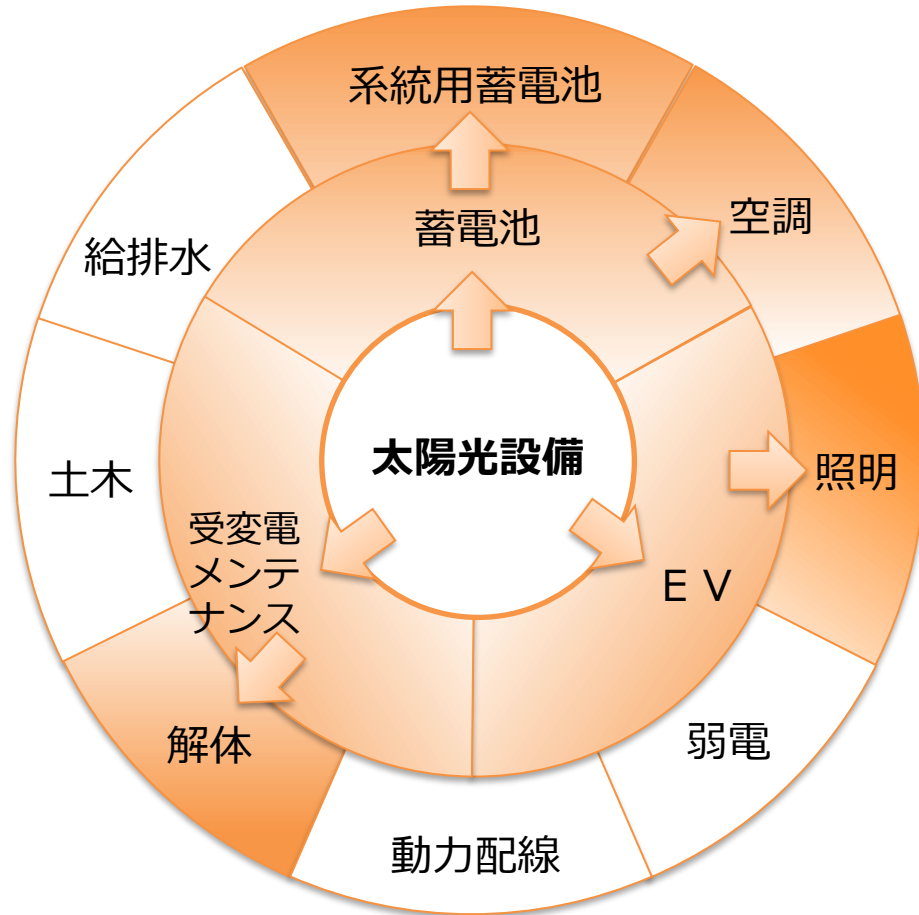 系統用蓄電池
空調
給排水
蓄電池
太陽光設備
照明
土木
受変電
メンテ
ナンス
ＥＶ
弱電
解体
動力配線